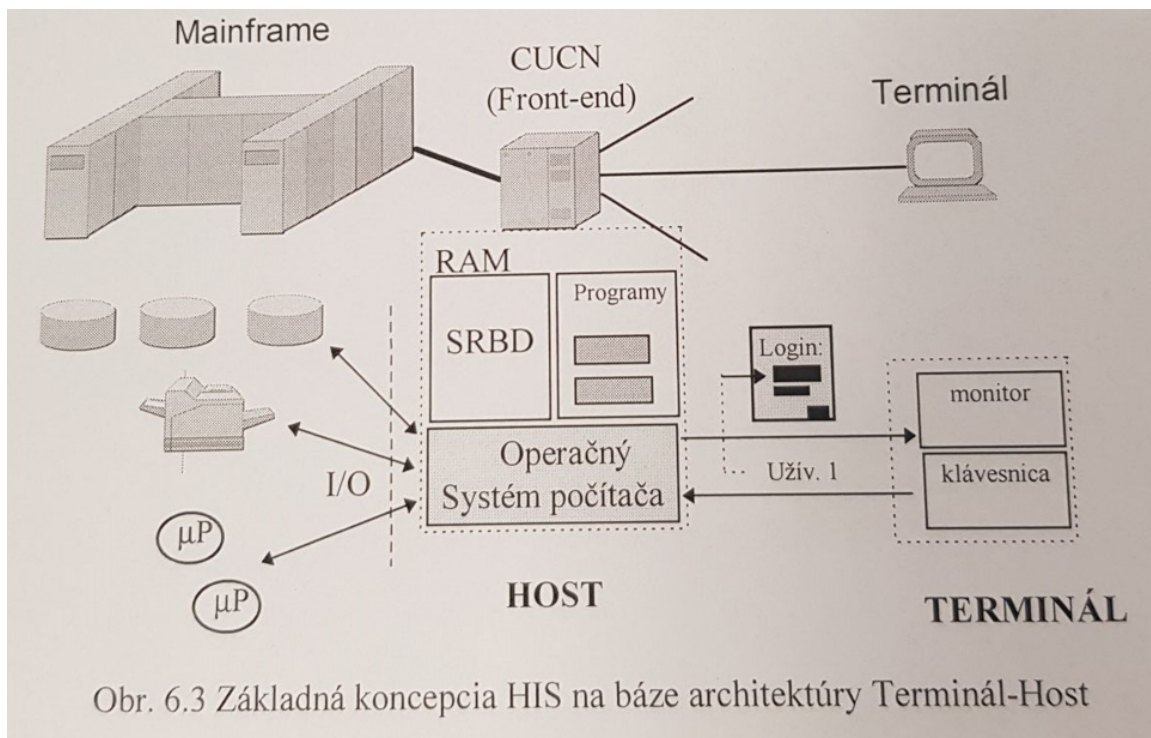 Mainframe
CUCN
(Front-end)
Terminál
RAM
SRBD
Programy
Login:
monitor
klávesnica
Operačný
Systém počítača
Užív. 1
I/O
µP
µP
HOST
TERMINÁL
Obr. 6.3 Základná koncepcia HIS na báze architektúry Terminál-Host